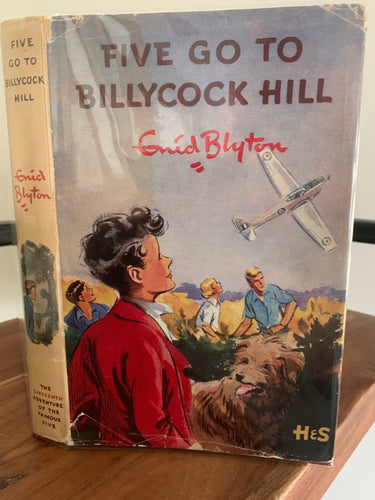 FIVE
GO TO
BILLYCOCK
HILL
Enid
Blyton
THE
SIXTEENTH
ADVENTURE
OF THE
FAMOUS
FIVE
FIVE GO TO
BILLYCOCK HILL
Enid Blyton
H&S